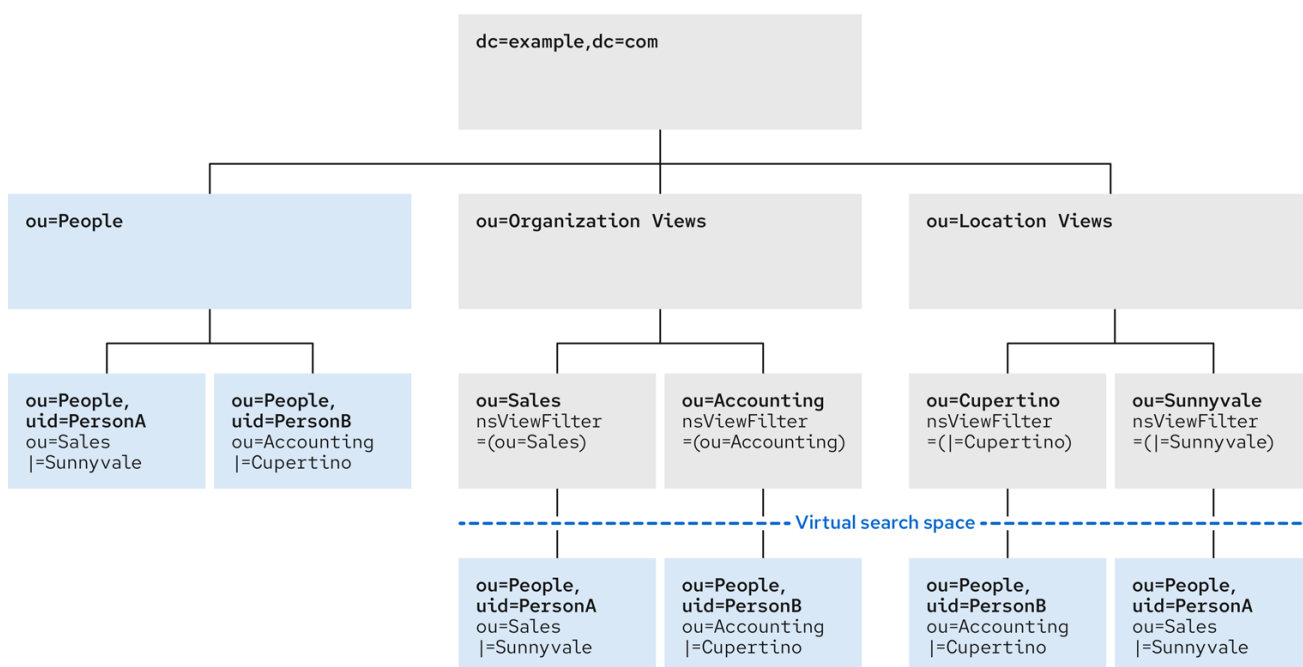 dc=example,dc=com
ou=People
ou=Organization Views
ou=Location Views
ou=People,
uid=PersonA
ou=Sales
|=Sunnyvale
ou=People,
uid=PersonB
ou=Accounting
|=Cupertino
ou=Sales
nsViewFilter
=(ou=Sales)
ou=Accounting
nsViewFilter
=(ou=Accounting)
ou=Cupertino
nsViewFilter
=(|=Cupertino)
ou=Sunnyvale
nsViewFilter
=(|=Sunnyvale)
Virtual search space
ou=People,
uid=PersonA
ou=Sales
|=Sunnyvale
ou=People,
uid=PersonB
ou=Accounting
|=Cupertino
ou=People,
uid=PersonB
ou=Accounting
|=Cupertino
ou=People,
uid=PersonA
ou=Sales
|=Sunnyvale